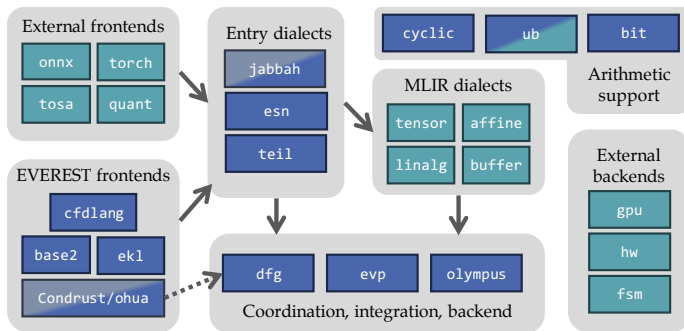 External frontends
onnx
torch
tosa
quant
EVEREST frontends
cfdlang
base2
ekl
Condrust/ohua
Entry dialects
jabbah
esn
teil
MLIR dialects
tensor
affine
linalg
buffer
cyclic
ub
bit
Arithmetic
support
External
backends
gpu
hw
fsm
dfg
evp
olympus
Coordination, integration, backend